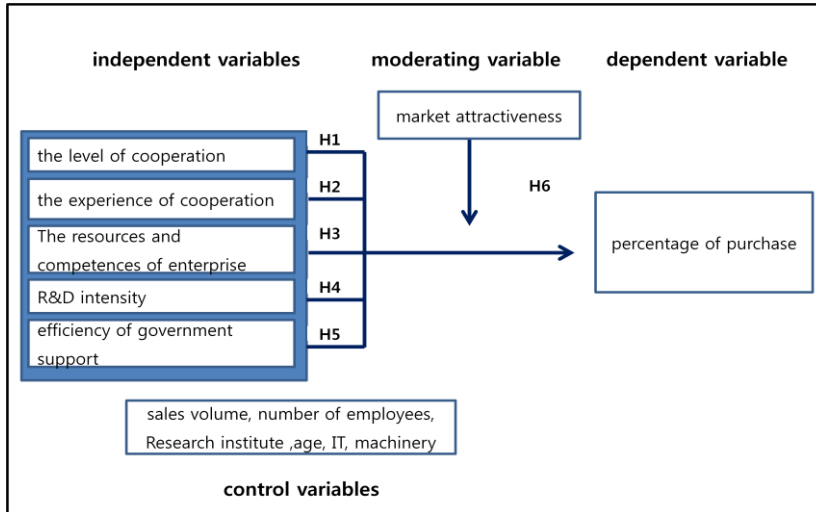 independent variables
moderating variable
dependent variable
market attractiveness
H1
the level of cooperation
H2
the experience of cooperation
H6
H3
The resources and
competences of enterprise
percentage of purchase
H4
R&D intensity
H5
efficiency of government
support
sales volume, number of employees,
Research institute ,age, IT, machinery
control variables